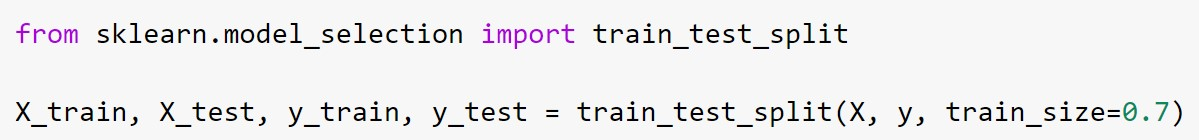 from sklearn.model_selection import train_test_split
X_train, X_test, y_train, y_test = train_test_split(X, y, train_size=0.7)